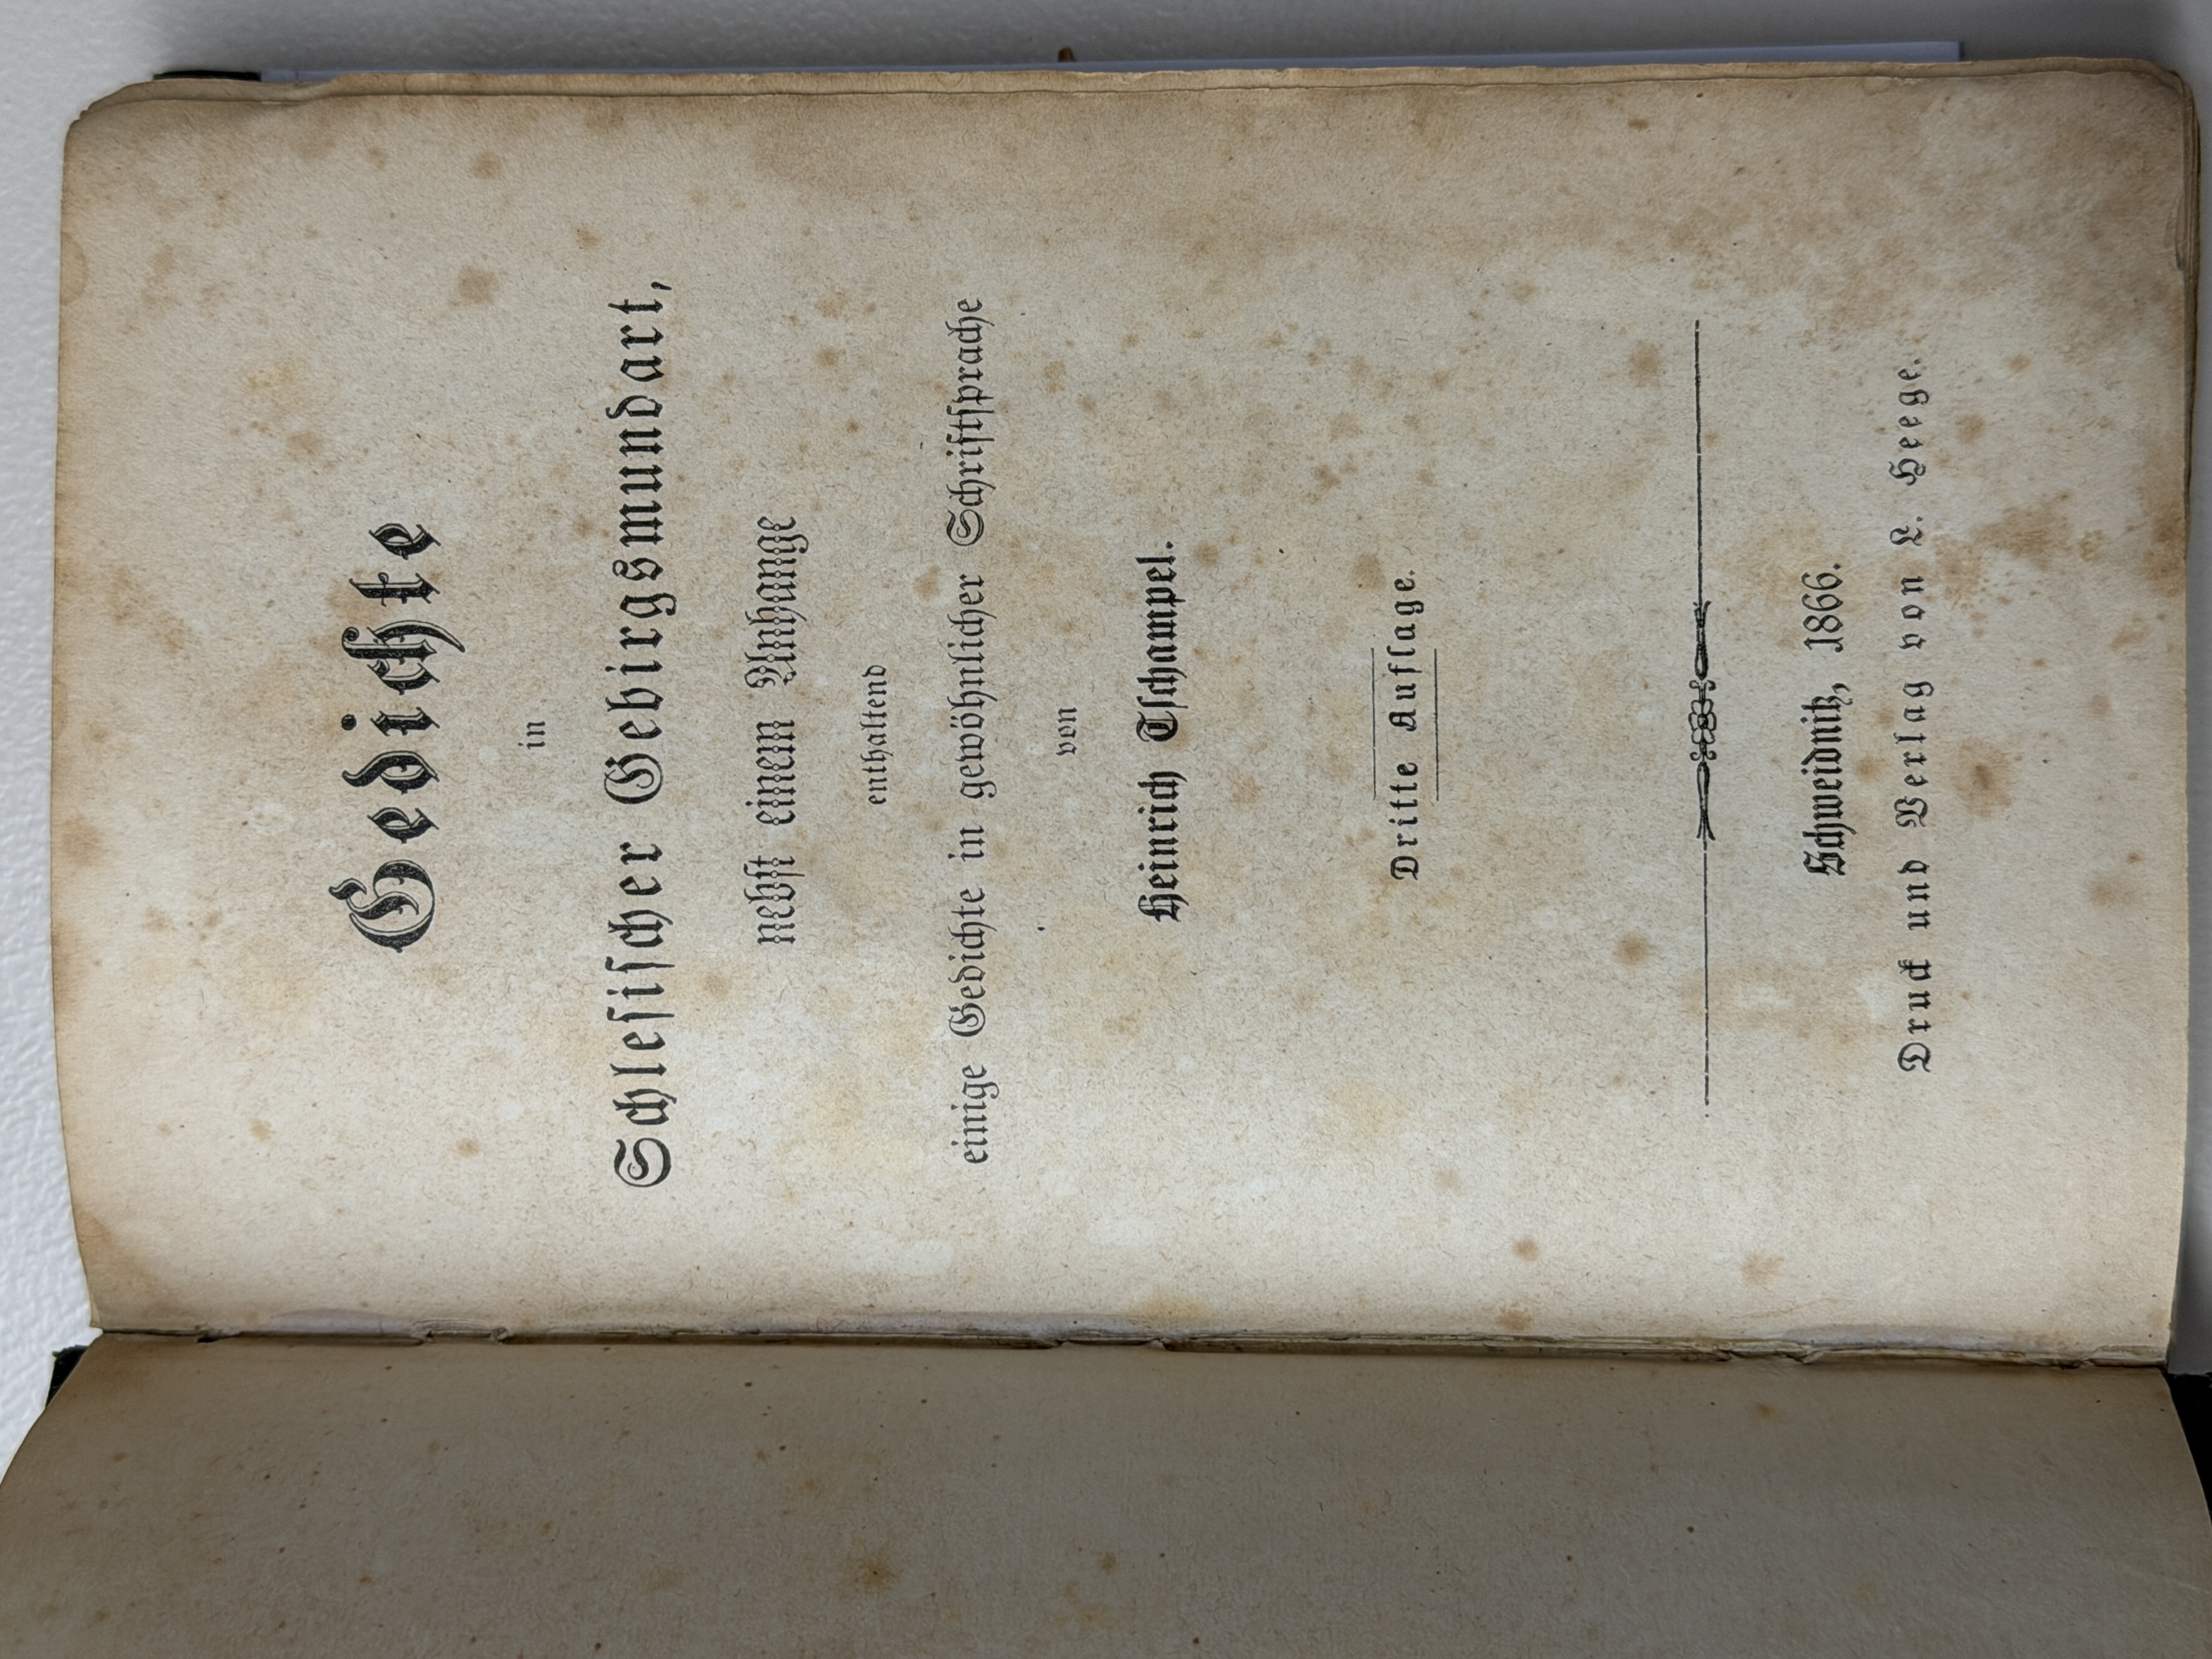 Gedichte
in
Schlesischer Gebirgsmundart,
nebst einem Anhange
enthaltend
einige Gedichte in gewöhnlicher Schriftsprache
von
Heinrich Tschampel.
Dritte Auflage.
Schweidnitz, 1866.
Druck und Verlag von L. Heege.